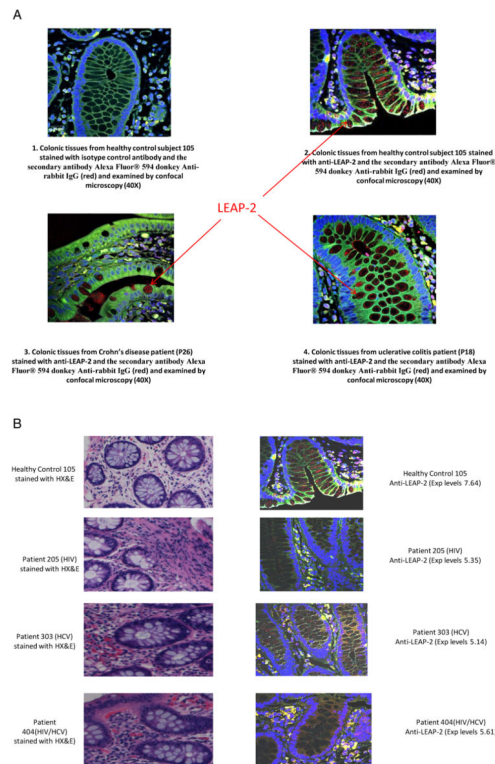 A
1. Colonic tissues from healthy control subject 105
stained with isotype control antibody and the
secondary antibody Alexa Fluor® 594 donkey Anti-
rabbit IgG (red) and examined by confocal
microscopy (40X)
2. Colonic tissues from healthy control subject 105
stained with anti-LEAP-2 and the secondary
antibody Alexa Fluor®
594 donkey Anti-rabbit IgG (red) and examined by
confocal microscopy (40X)
LEAP-2
3. Colonic tissues from Crohn's disease patient (P26)
stained with anti-LEAP-2 and the secondary antibody Alexa
Fluor® 594 donkey Anti-rabbit IgG (red) and examined by
confocal microscopy (40X)
4. Colonic tissues from uclerative colitis patient (P18)
stained with anti-LEAP-2 and the secondary antibody Alexa
Fluor® 594 donkey Anti-rabbit IgG (red) and examined by
confocal microscopy (40X)
B
Healthy Control 105
stained with HX&E
Healthy Control 105
Anti-LEAP-2 (Exp levels 7.64)
Patient 205 (HIV)
stained with HX&E
Patient 205 (HIV)
Anti-LEAP-2 (Exp levels 5.35)
Patient 303 (HCV)
stained with HX&E)
Patient 303 (HCV)
Anti-LEAP-2 (Exp levels 5.14)
Patient
404(HIV/HCV)
stained with HX&E)
Patient 404(HIV/HCV)
Anti-LEAP-2 (Exp levels 5.61